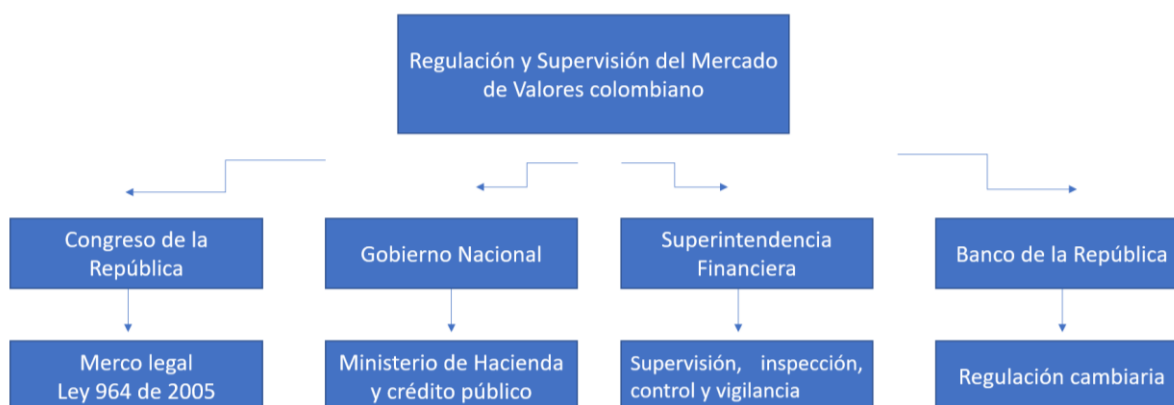 Regulación y Supervisión del Mercado
de Valores colombiano
Congreso de la
República
Gobierno Nacional
Superintendencia
Financiera
Banco de la República
Merco legal
Ley 964 de 2005
Ministerio de Hacienda
y crédito público
Supervisión, inspección,
control y vigilancia
Regulación cambiaria